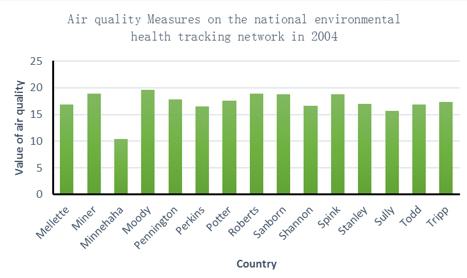 Air quality Measures on the national environmental
health tracking network in 2004
Value of air quality
25
20
15
10
5
0
Mellette
Miner
Minnehaha
Moody
Pennington
Perkins
Potter
Roberts
Sanborn
Shannon
Spink
Stanley
Sully
Todd
Tripp
Country